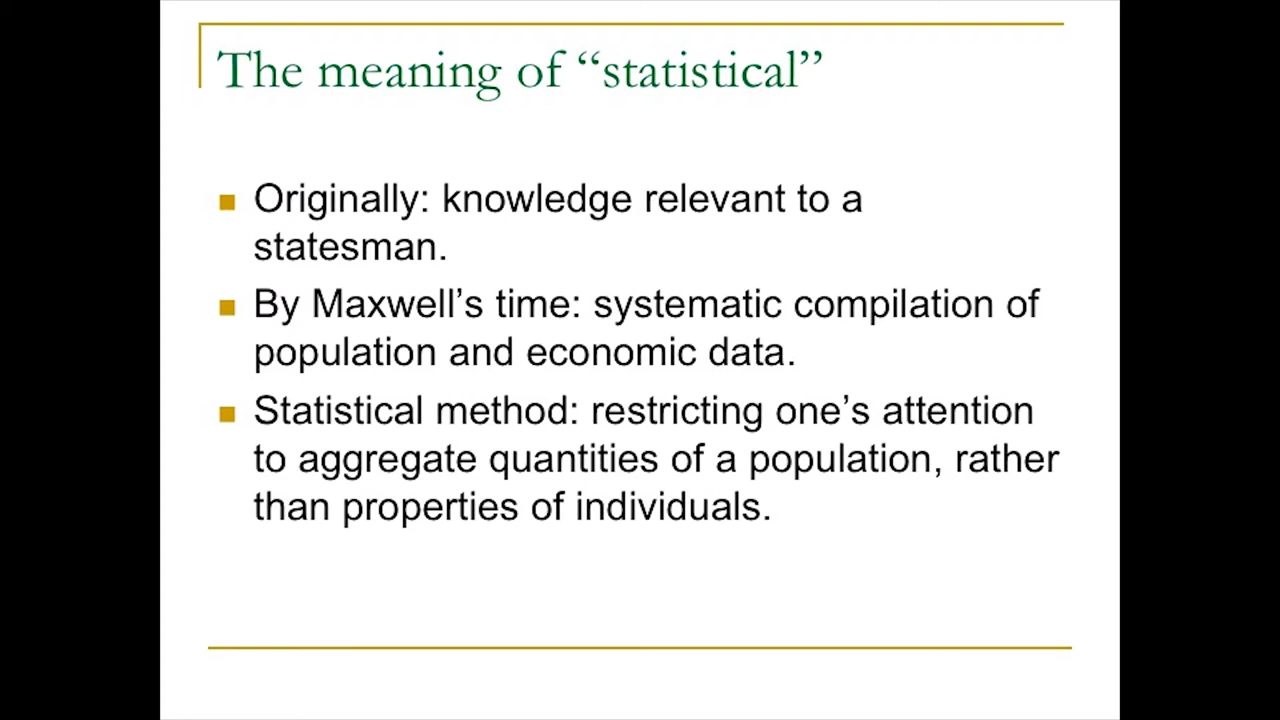 The meaning of “statistical”
Originally: knowledge relevant to a
statesman.
By Maxwell’s time: systematic compilation of
population and economic data.
Statistical method: restricting one’s attention
to aggregate quantities of a population, rather
than properties of individuals.